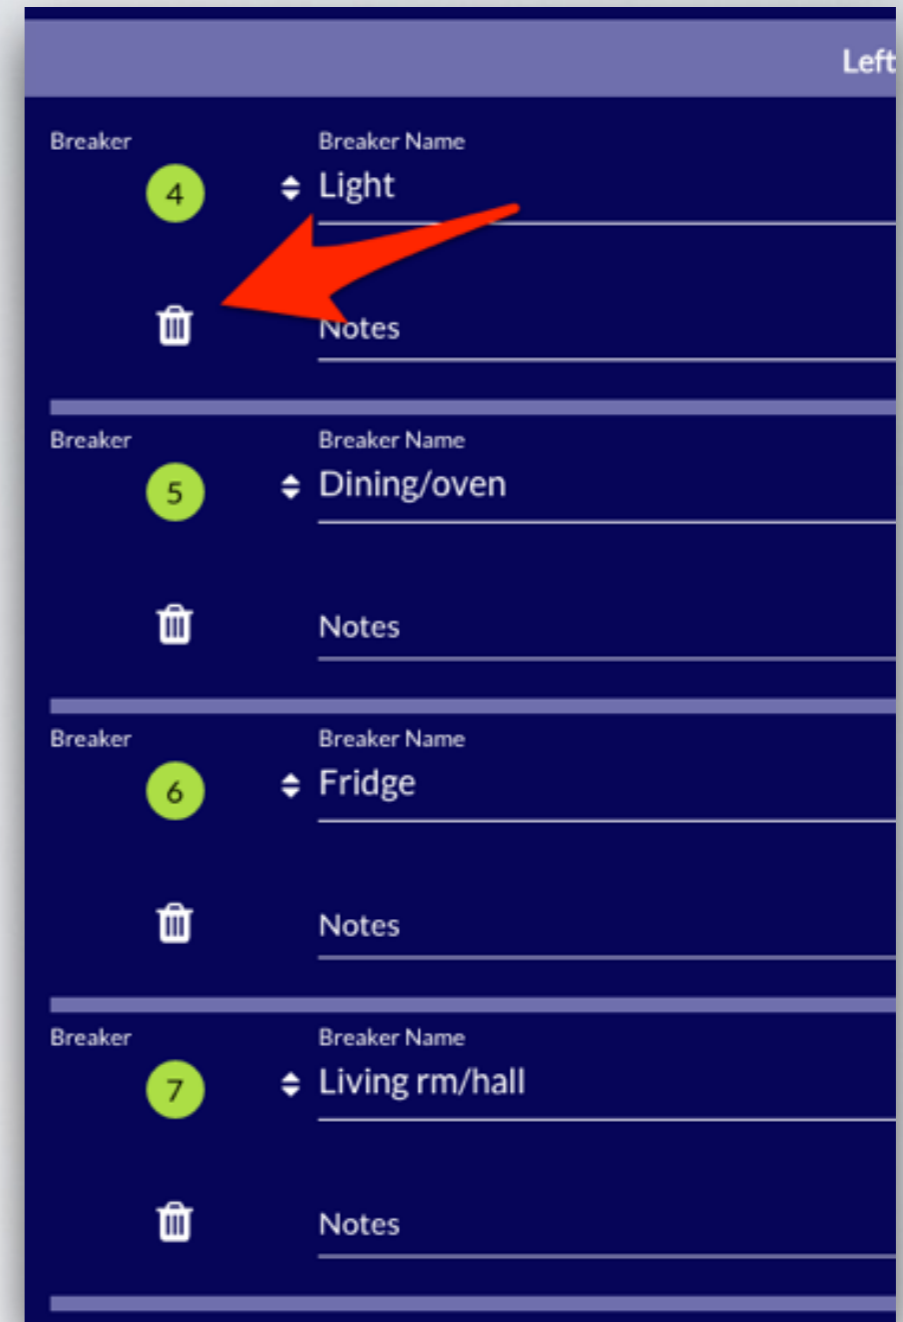 Left
Breaker Breaker Name
4 Light
Notes
Breaker Breaker Name
5 Dining/oven
Notes
Breaker Breaker Name
6 Fridge
Notes
Breaker Breaker Name
7 Living rm/hall
Notes